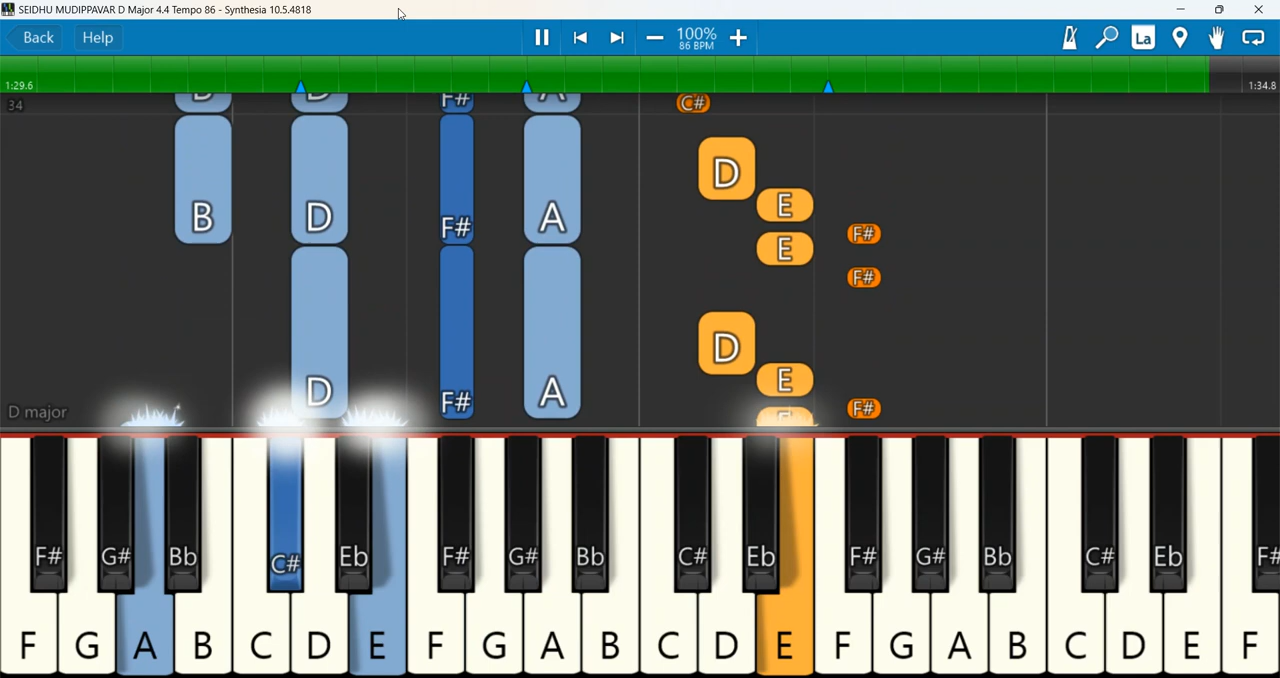 SEIDHU MUDIPPAVAR D Major 4.4 Tempo 86 - Synthesia 10.5.4818
Back Help 100% La
86 BPM
1:29.6 1:34.8
34 D D F# A C#
D
B D F# A E
E F#
F#
D
D F# A E
D major E F#
F# G# Bb C# Eb F# G# Bb C# Eb F# G# Bb C# Eb F#
F G A B C D E F G A B C D E F G A B C D E F